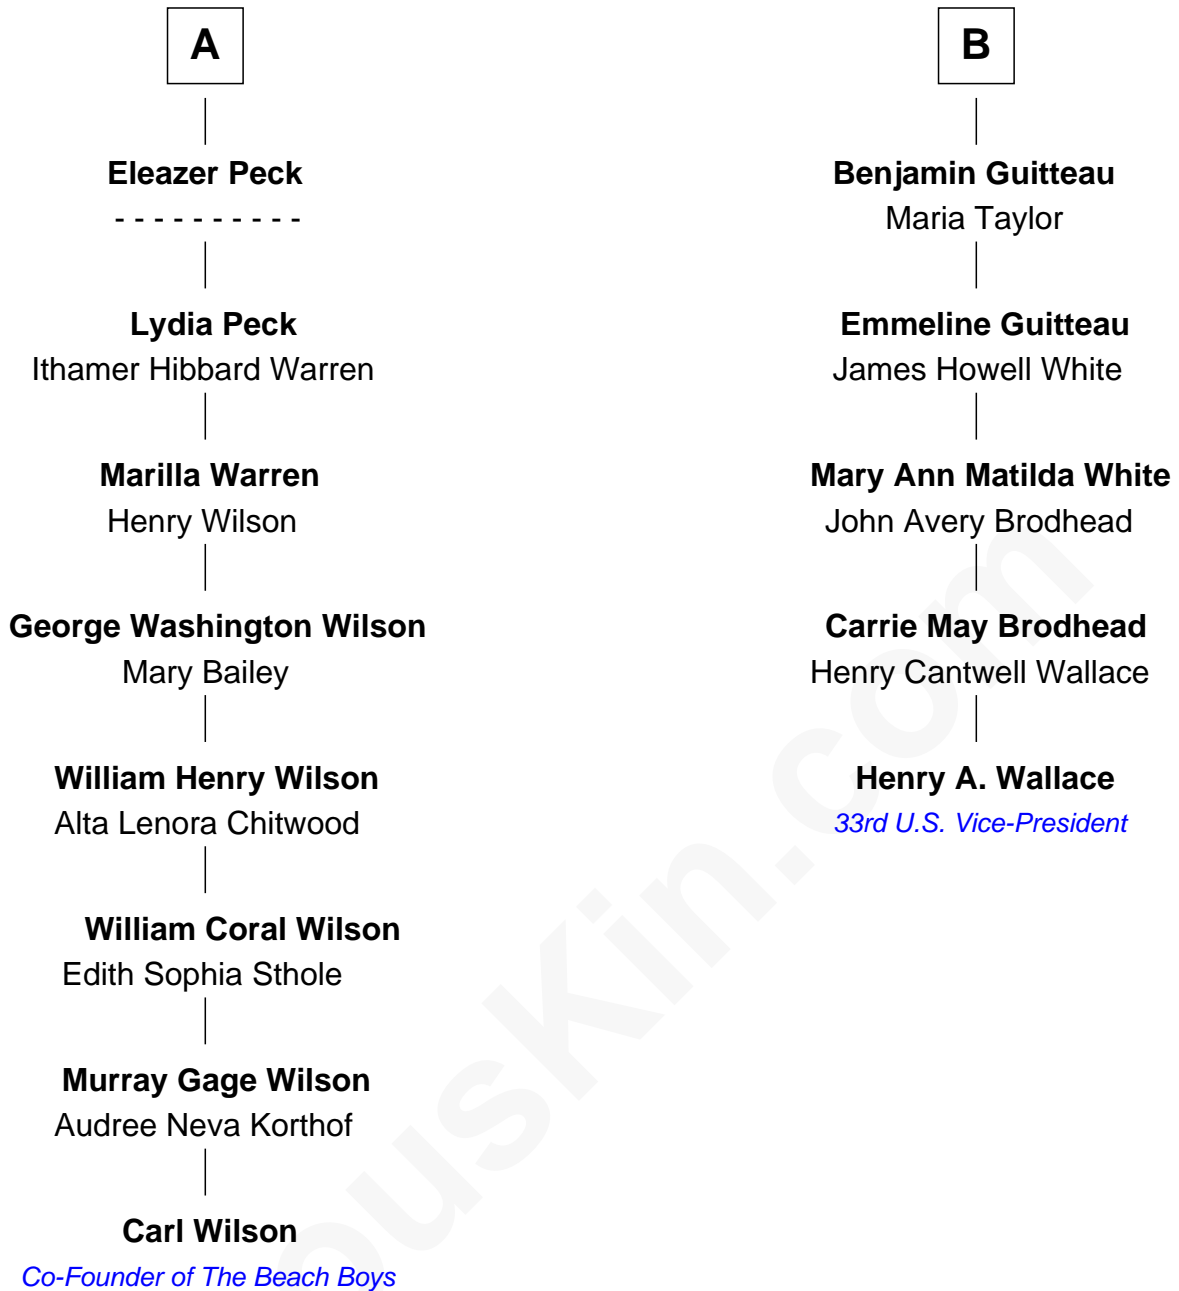 A
Eleazer Peck
- - - - - - - - - -
Lydia Peck
Ithamer Hibbard Warren
Marilla Warren
Henry Wilson
George Washington Wilson
Mary Bailey
William Henry Wilson
Alta Lenora Chitwood
William Coral Wilson
Edith Sophia Sthole
Murray Gage Wilson
Audree Neva Korthof
Carl Wilson
Co-Founder of The Beach Boys
B
Benjamin Guitteau
Maria Taylor
Emmeline Guitteau
James Howell White
Mary Ann Matilda White
John Avery Brodhead
Carrie May Brodhead
Henry Cantwell Wallace
Henry A. Wallace
33rd U.S. Vice-President
ousKin.com